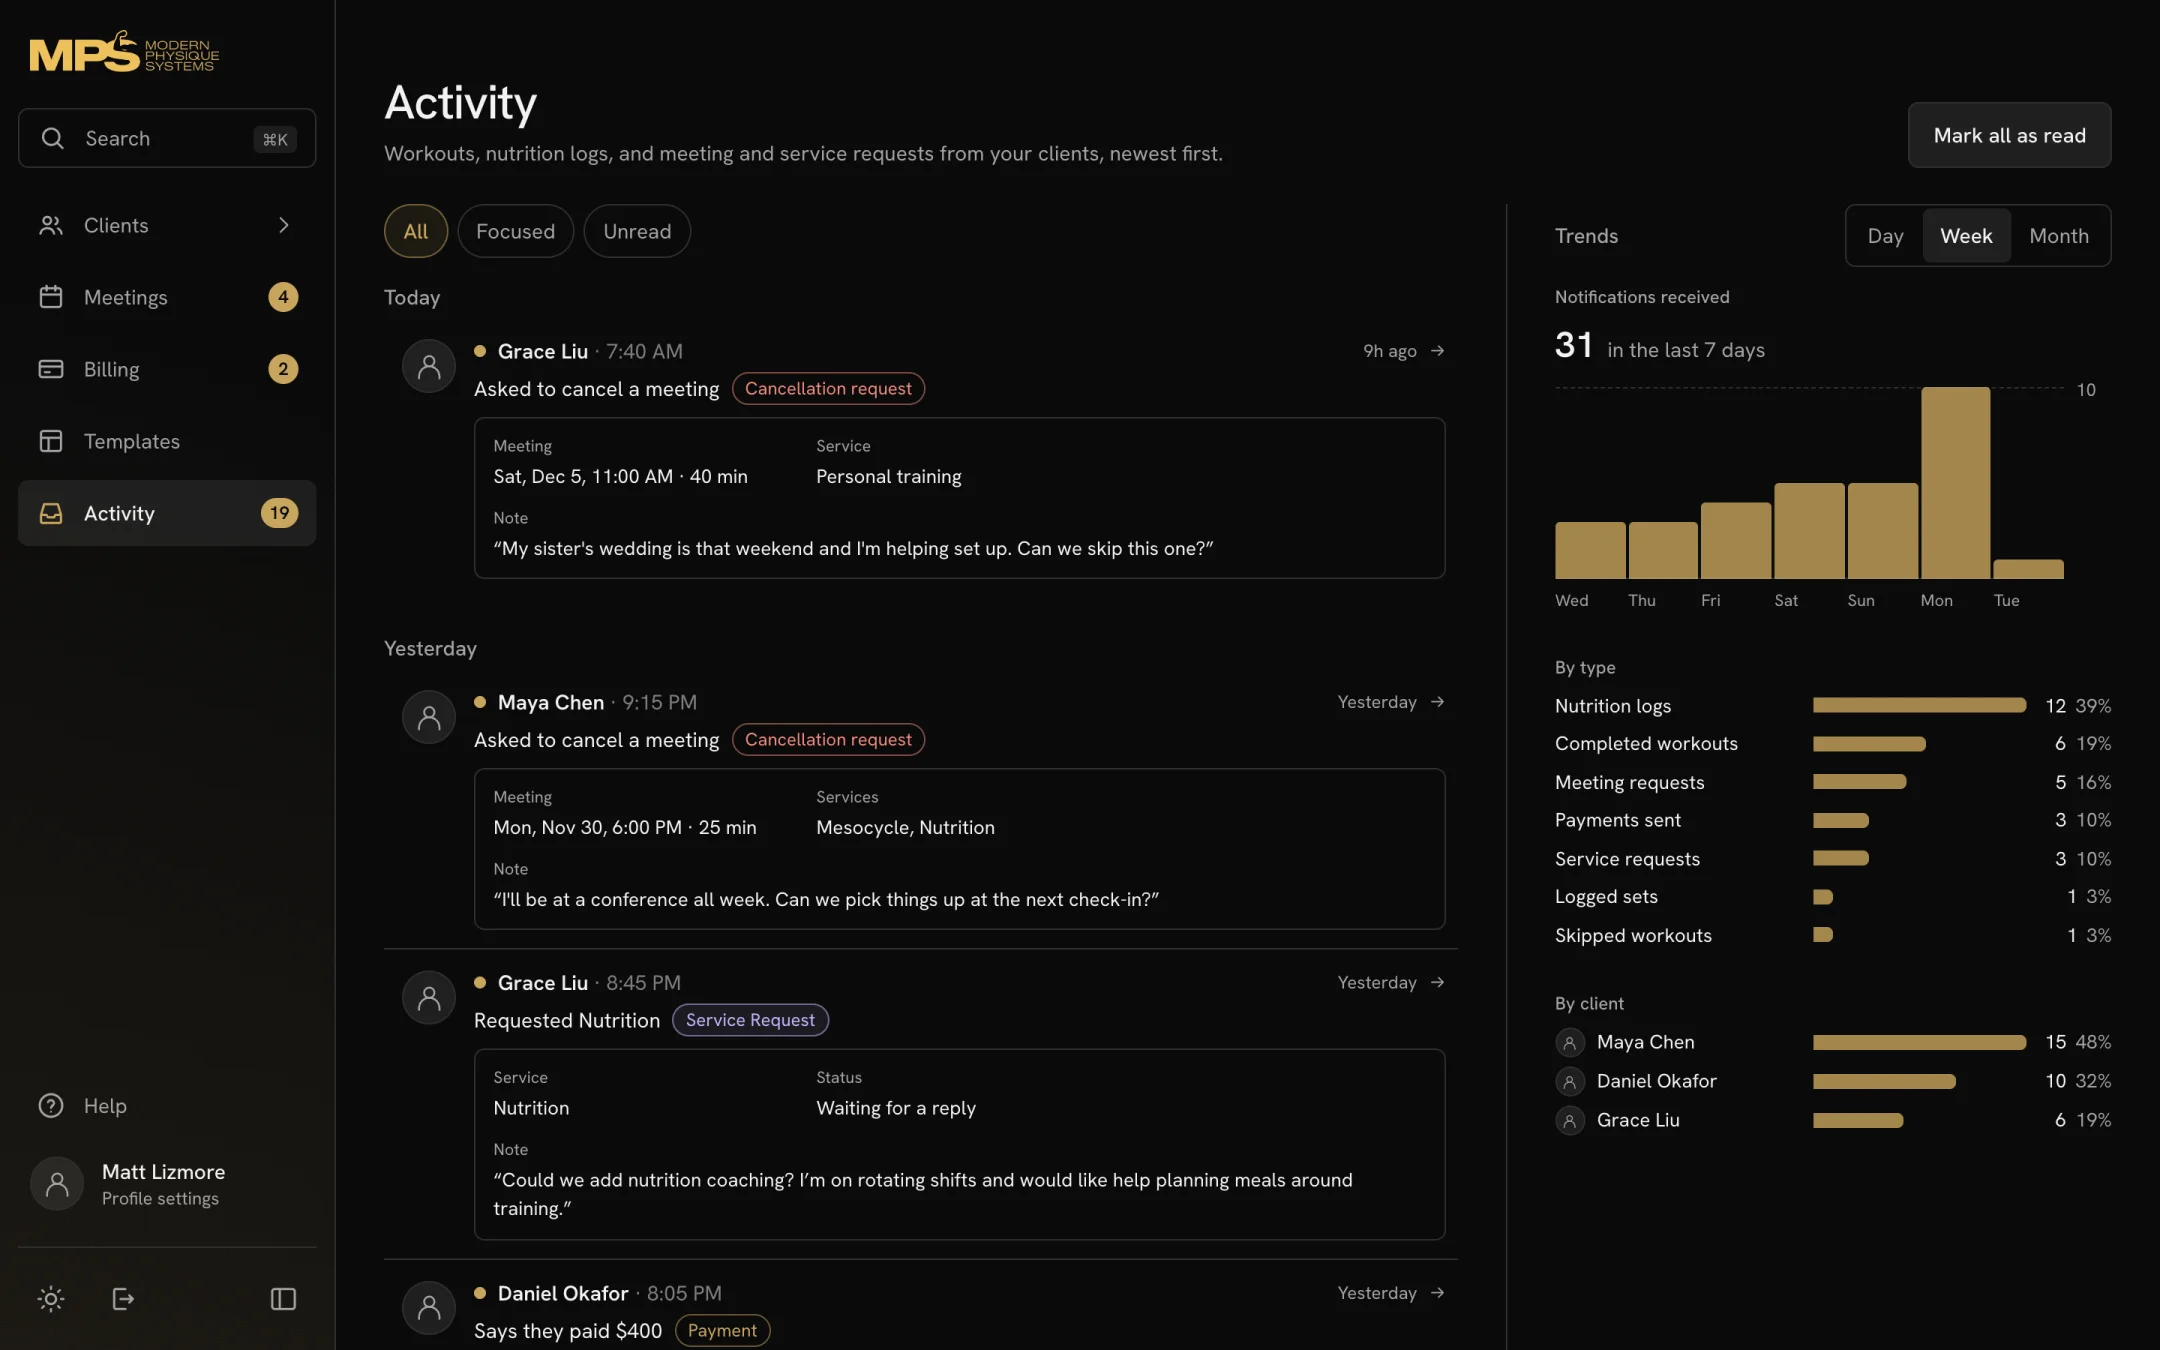 MPS MODERN
PHYSIQUE
SYSTEMS
Search ⌘K
Clients
Meetings 4
Billing 2
Templates
Activity 19
Help
Matt Lizmore
Profile settings
Activity
Workouts, nutrition logs, and meeting and service requests from your clients, newest first.
Mark all as read
All Focused Unread
Today
Grace Liu · 7:40 AM 9h ago →
Asked to cancel a meeting Cancellation request
Meeting Service
Sat, Dec 5, 11:00 AM · 40 min Personal training
Note
“My sister's wedding is that weekend and I'm helping set up. Can we skip this one?”
Yesterday
Maya Chen · 9:15 PM Yesterday →
Asked to cancel a meeting Cancellation request
Meeting Services
Mon, Nov 30, 6:00 PM · 25 min Mesocycle, Nutrition
Note
“I'll be at a conference all week. Can we pick things up at the next check-in?”
Grace Liu · 8:45 PM Yesterday →
Requested Nutrition Service Request
Service Status
Nutrition Waiting for a reply
Note
“Could we add nutrition coaching? I’m on rotating shifts and would like help planning meals around
training.”
Daniel Okafor · 8:05 PM Yesterday →
Says they paid $400 Payment
Trends Day Week Month
Notifications received
31 in the last 7 days
10
Wed Thu Fri Sat Sun Mon Tue
By type
Nutrition logs 12 39%
Completed workouts 6 19%
Meeting requests 5 16%
Payments sent 3 10%
Service requests 3 10%
Logged sets 1 3%
Skipped workouts 1 3%
By client
Maya Chen 15 48%
Daniel Okafor 10 32%
Grace Liu 6 19%